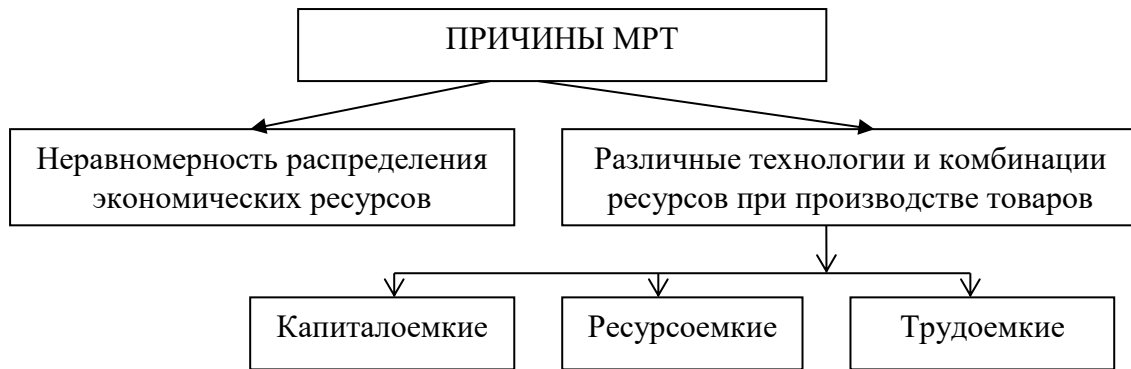 ПРИЧИНЫ МРТ
Неравномерность распределения
экономических ресурсов
Различные технологии и комбинации
ресурсов при производстве товаров
Капиталоемкие
Ресурсоемкие
Трудоемкие